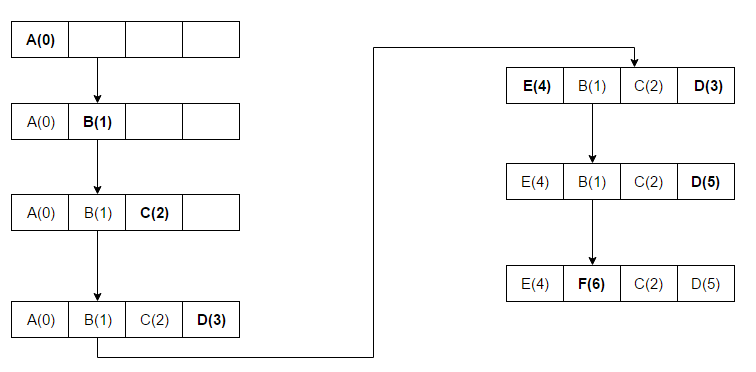 A(0)
A(0) B(1)
A(0) B(1) C(2)
A(0) B(1) C(2) D(3)
E(4) B(1) C(2) D(3)
E(4) B(1) C(2) D(5)
E(4) F(6) C(2) D(5)